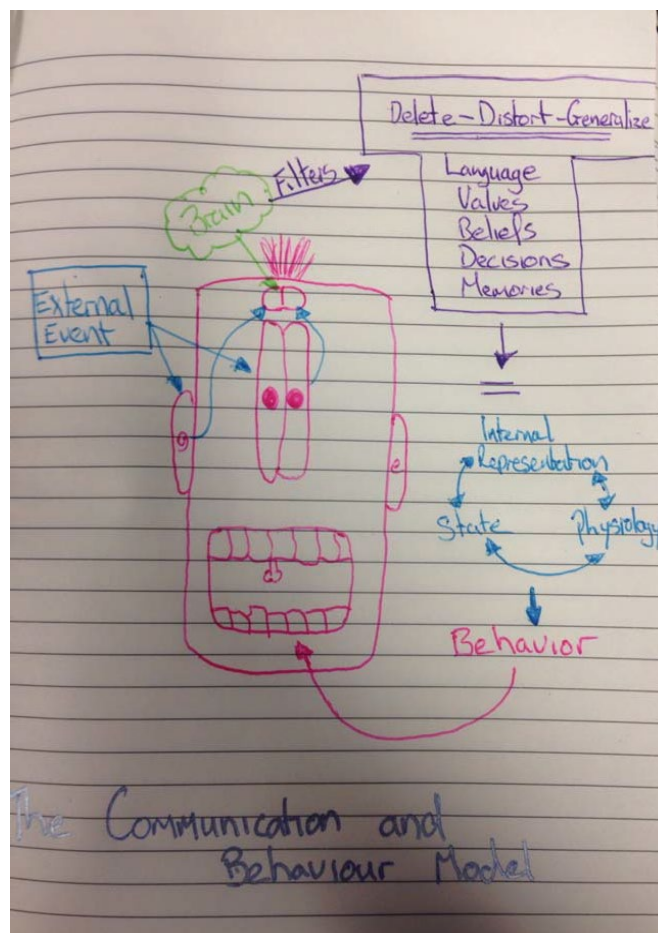 Delete-Distort-Generalize
Language
Values
Beliefs
Decisions
Memories
Filters
Brain
External
Event
Internal
Representation
State
Physiology
Behavior
The Communication and
Behaviour Model